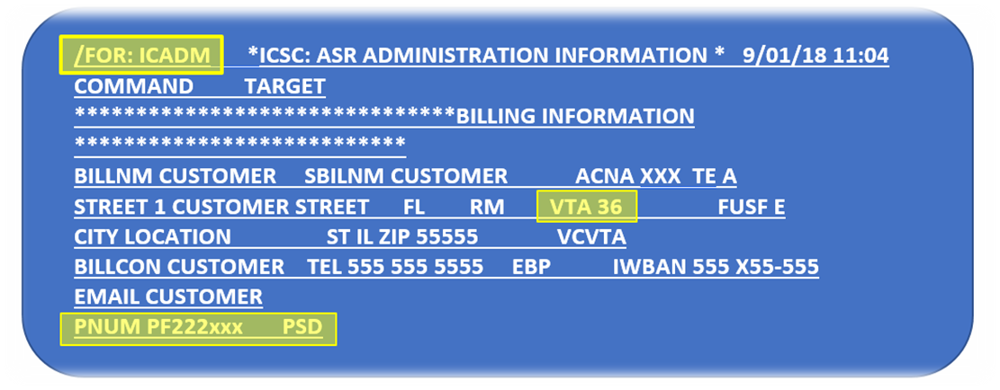 /FOR: ICADM *ICSC: ASR ADMINISTRATION INFORMATION * 9/01/18 11:04
COMMAND TARGET
*******************************BILLING INFORMATION
***************************
BILLNM CUSTOMER SBILNM CUSTOMER ACNA XXX TE A
STREET 1 CUSTOMER STREET FL RM VTA 36 FUSF E
CITY LOCATION ST IL ZIP 55555 VCVTA
BILLCON CUSTOMER TEL 555 555 5555 EBP IWBAN 555 X55-555
EMAIL CUSTOMER
PNUM PF222xxx PSD